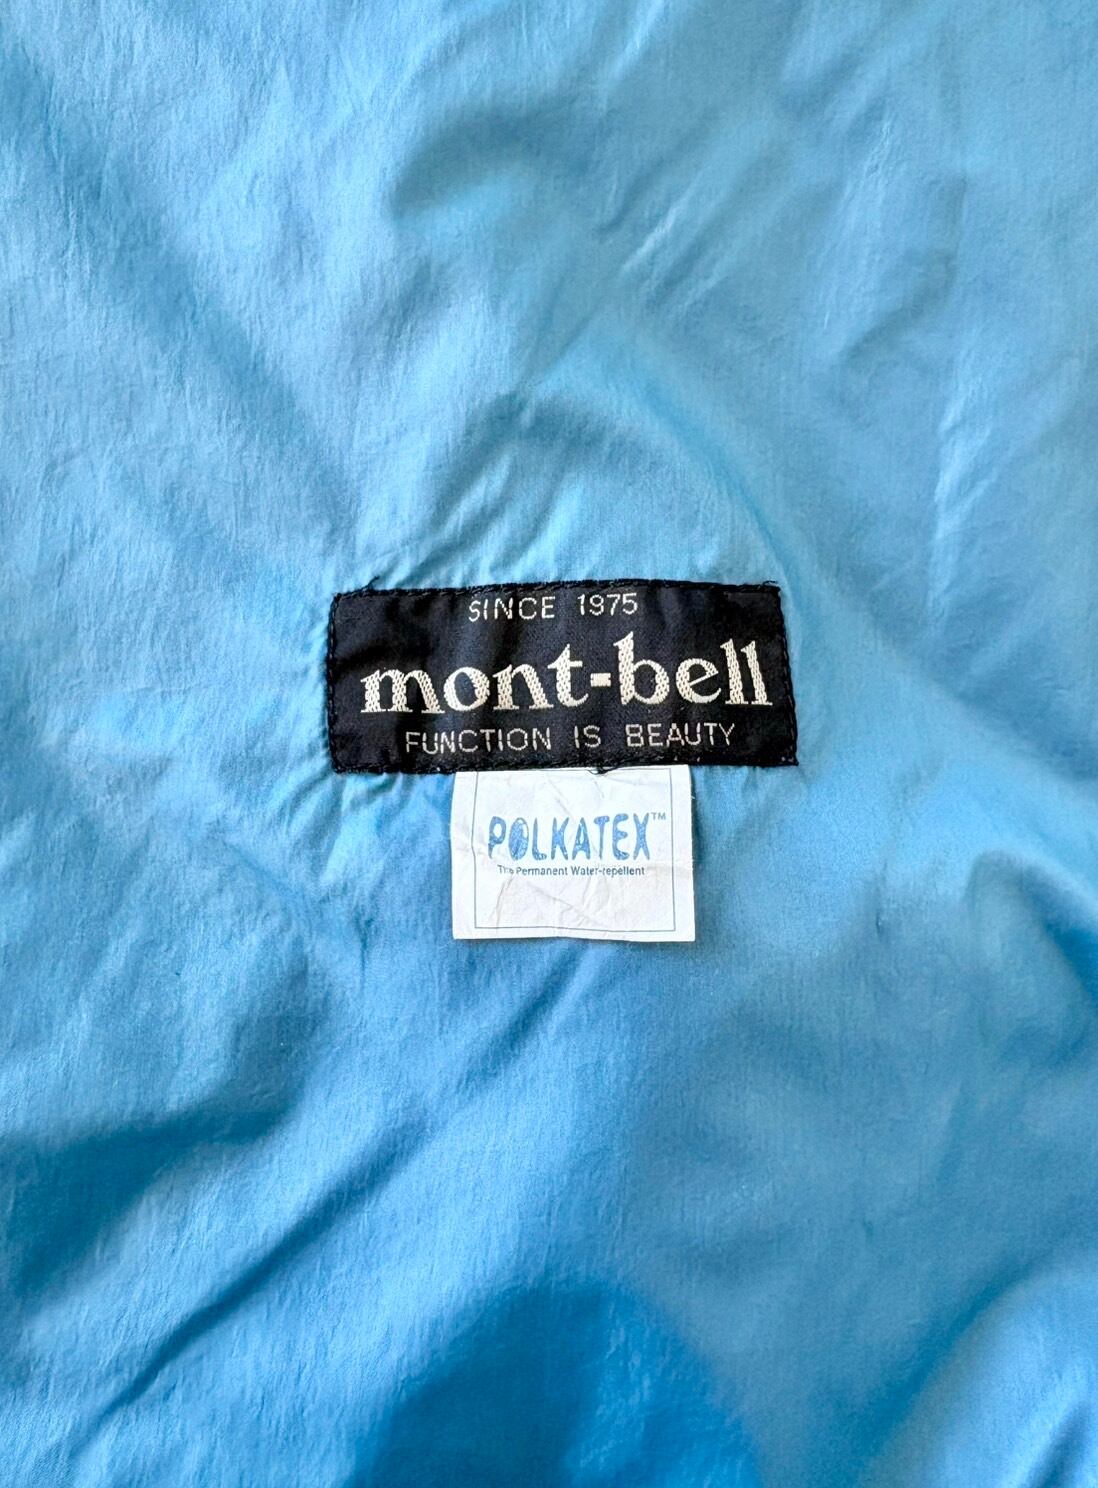 SINCE 1975
mont-bell
FUNCTION IS BEAUTY
POLKATEX™
The Permanent Water-repellent